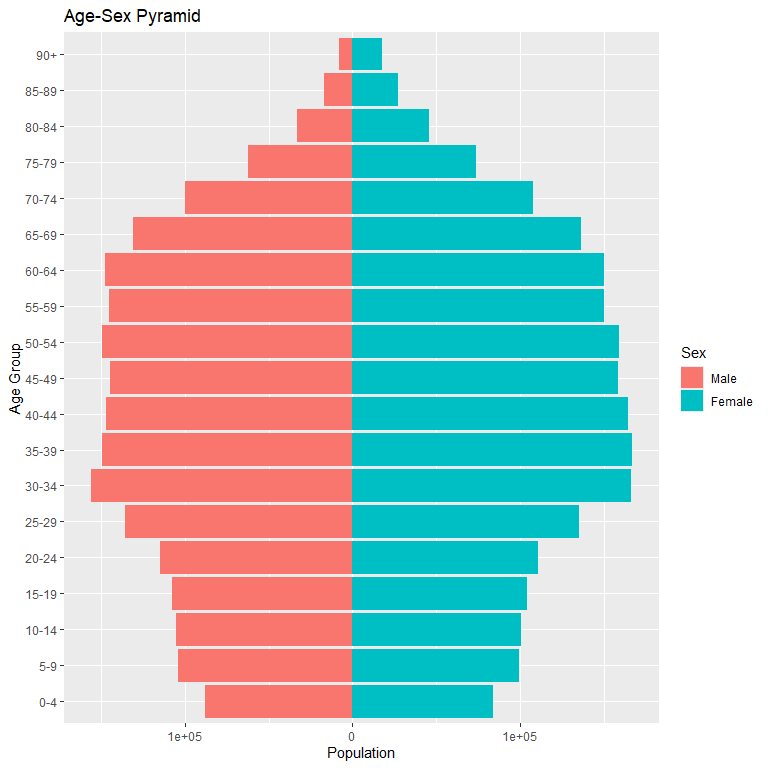 Age-Sex Pyramid
Age Group
90+
85-89
80-84
75-79
70-74
65-69
60-64
55-59
50-54
45-49
40-44
35-39
30-34
25-29
20-24
15-19
10-14
5-9
0-4
1e+05 0 1e+05
Population
Sex
Male
Female